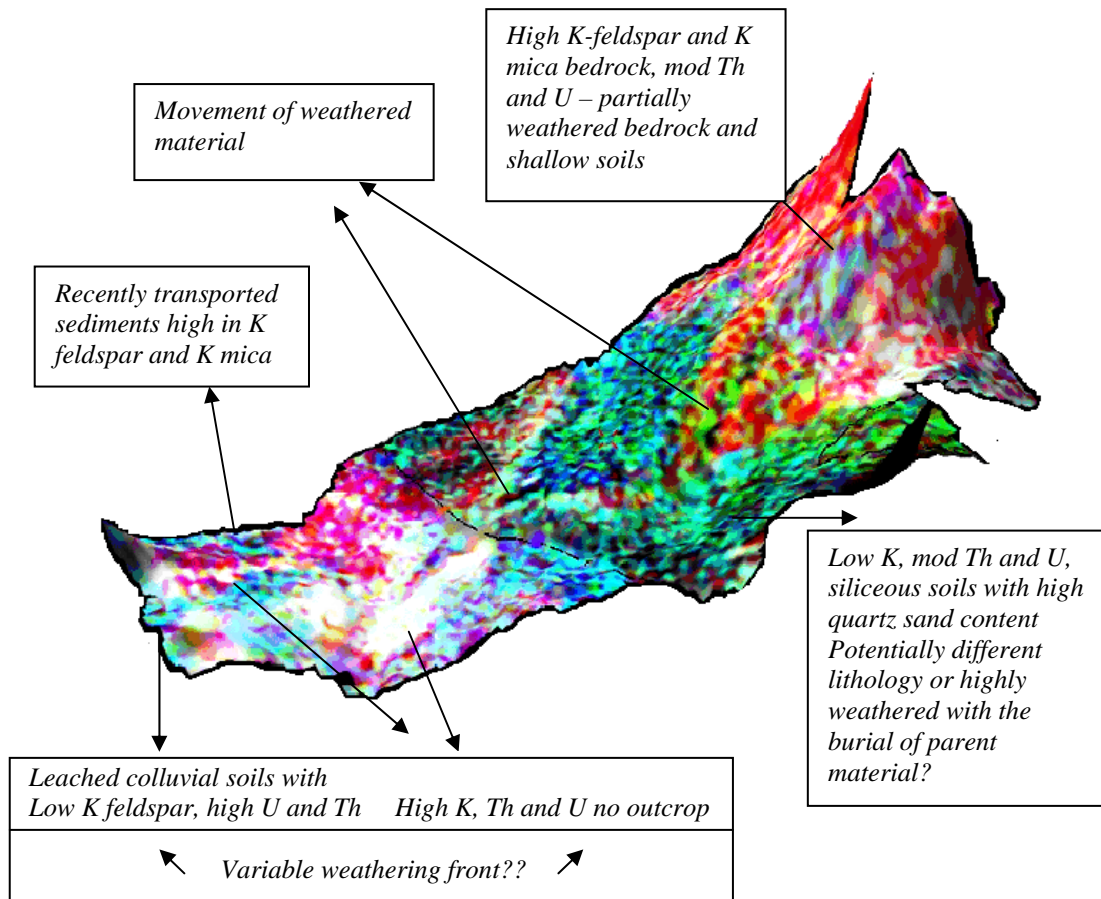 High K-feldspar and K
mica bedrock, mod Th
and U – partially
weathered bedrock and
shallow soils
Movement of weathered
material
Recently transported
sediments high in K
feldspar and K mica
Low K, mod Th and U,
siliceous soils with high
quartz sand content
Potentially different
lithology or highly
weathered with the
burial of parent
material?
Leached colluvial soils with
Low K feldspar, high U and Th
High K, Th and U no outcrop
Variable weathering front??